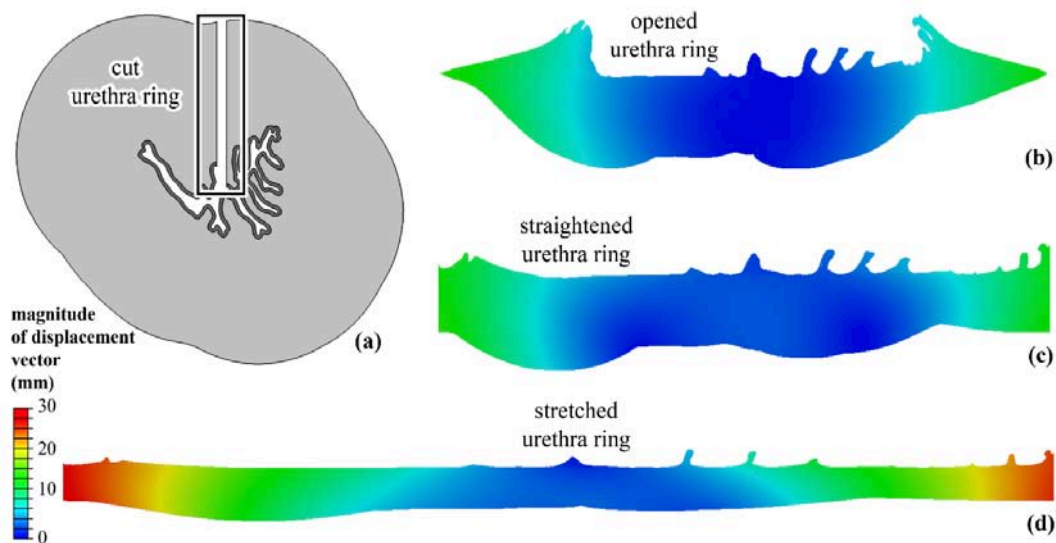 cut
urethra ring
(a)
opened
urethra ring
(b)
straightened
urethra ring
(c)
magnitude
of displacement
vector
(mm)
30
20
10
0
stretched
urethra ring
(d)